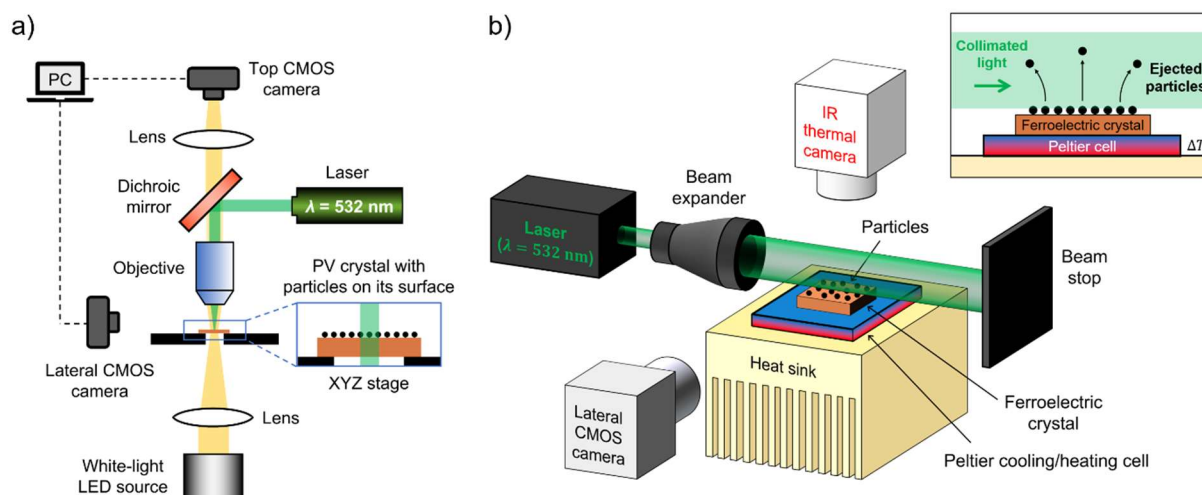 a)
PC
Top CMOS
camera
Lens
Dichroic
mirror
Laser
λ = 532 nm
Objective
PV crystal with
particles on its surface
Lateral CMOS
camera
XYZ stage
Lens
White-light
LED source
b)
IR
thermal
camera
Beam
expander
Laser
(λ = 532 nm)
Particles
Beam
stop
Heat sink
Lateral
CMOS
camera
Ferroelectric
crystal
Peltier cooling/heating cell
Collimated
light
Ejected
particles
Ferroelectric crystal
Peltier cell
ΔT